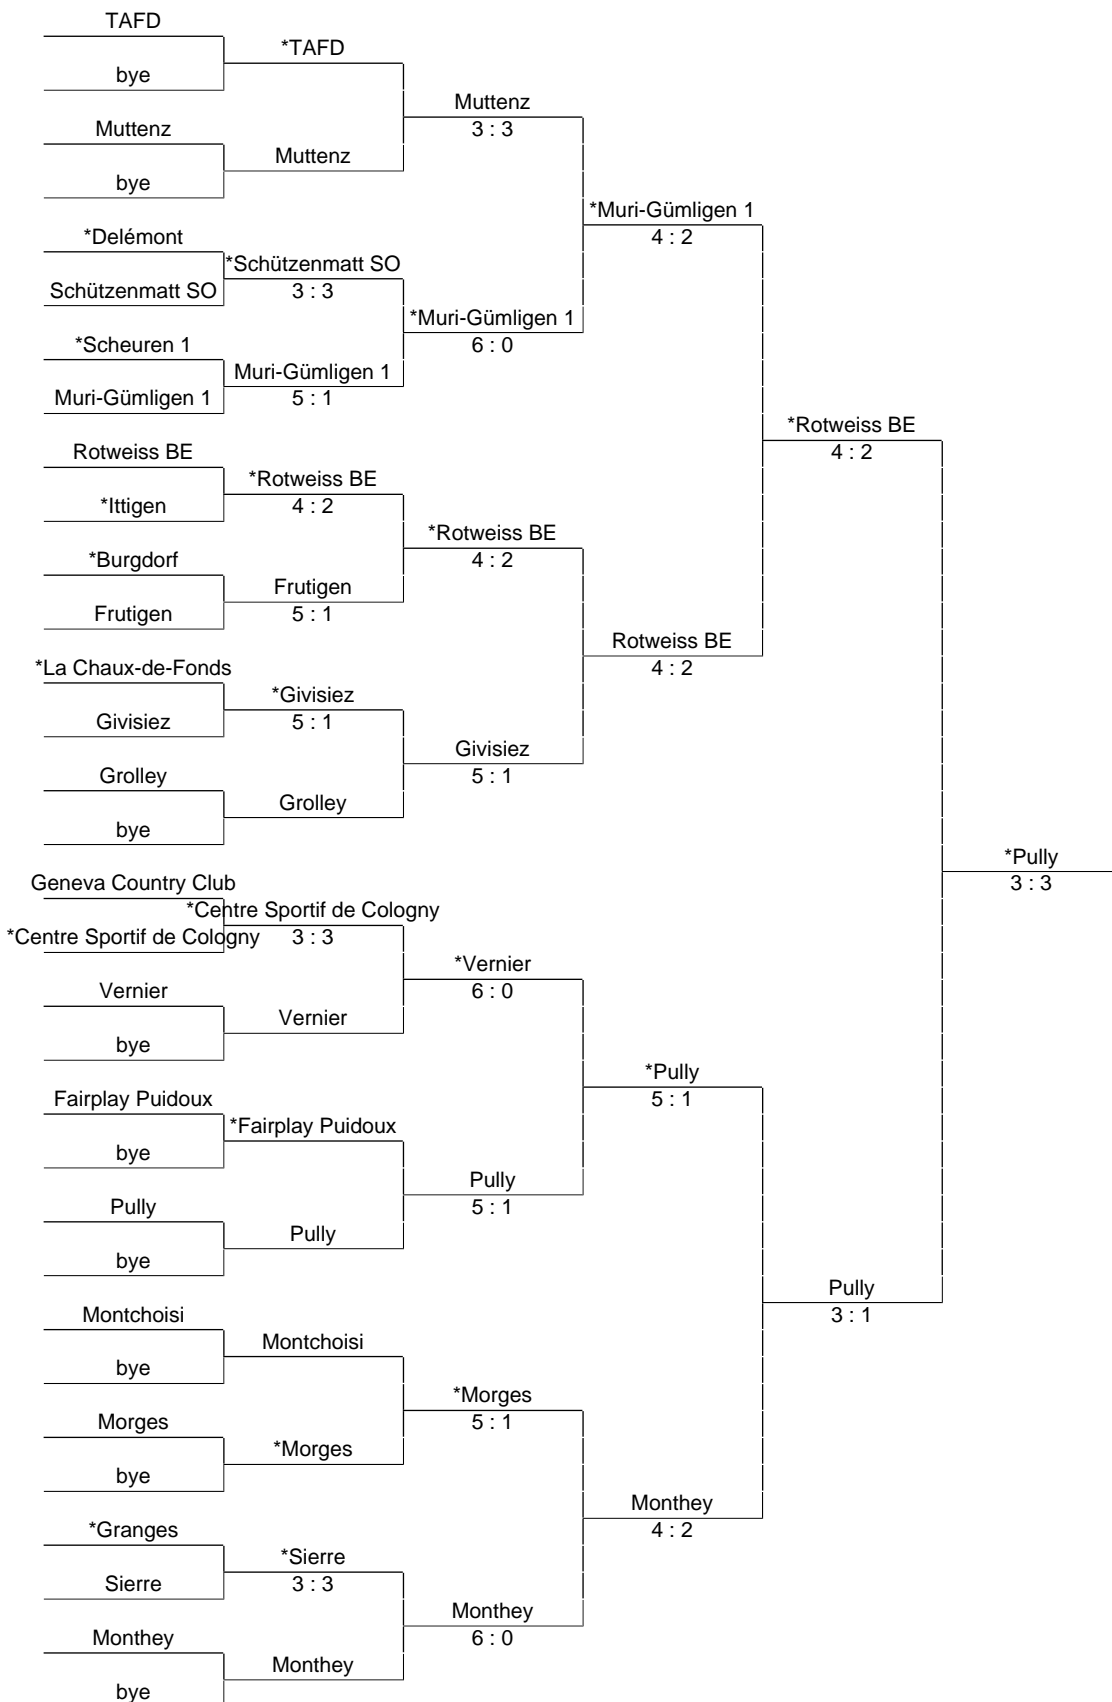 TAFD
*TAFD
bye
Muttenz
3 : 3
Muttenz
Muttenz
bye
*Muri-Gümligen 1
4 : 2
*Delémont
*Schützenmatt SO
Schützenmatt SO
3 : 3
*Muri-Gümligen 1
6 : 0
*Scheuren 1
Muri-Gümligen 1
Muri-Gümligen 1
5 : 1
*Rotweiss BE
4 : 2
Rotweiss BE
*Rotweiss BE
*Ittigen
4 : 2
*Rotweiss BE
4 : 2
*Burgdorf
Frutigen
Frutigen
5 : 1
Rotweiss BE
4 : 2
*La Chaux-de-Fonds
*Givisiez
Givisiez
5 : 1
Givisiez
5 : 1
Grolley
Grolley
bye
*Pully
3 : 3
Geneva Country Club
*Centre Sportif de Cologny
*Centre Sportif de Cologny
3 : 3
*Vernier
6 : 0
Vernier
Vernier
bye
*Pully
5 : 1
Fairplay Puidoux
*Fairplay Puidoux
bye
Pully
5 : 1
Pully
Pully
bye
Pully
3 : 1
Montchoisi
Montchoisi
bye
*Morges
5 : 1
Morges
*Morges
bye
Monthey
4 : 2
*Granges
*Sierre
Sierre
3 : 3
Monthey
6 : 0
Monthey
Monthey
bye